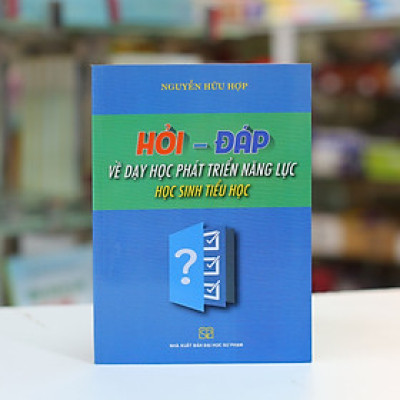 NGUYỄN HỮU HỢP
HỎI – ĐÁP
VỀ DẠY HỌC PHÁT TRIỂN NĂNG LỰC
HỌC SINH TIỂU HỌC
?
NHÀ XUẤT BẢN ĐẠI HỌC SƯ PHẠM